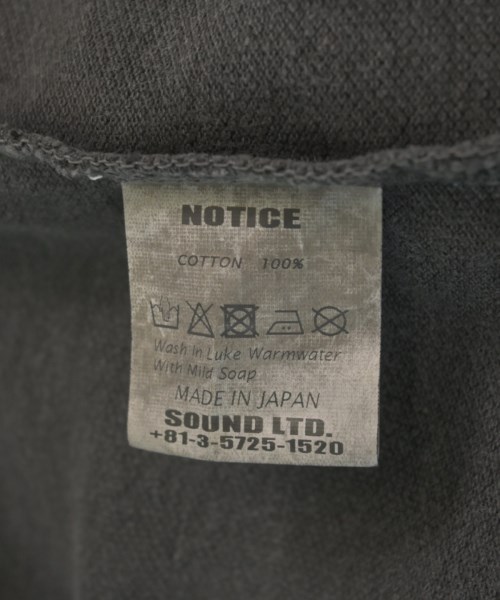 NOTICE
COTTON 100%
Wash in Luke Warmwater
With Mild Soap
MADE IN JAPAN
SOUND LTD.
+81-3-5725-1520